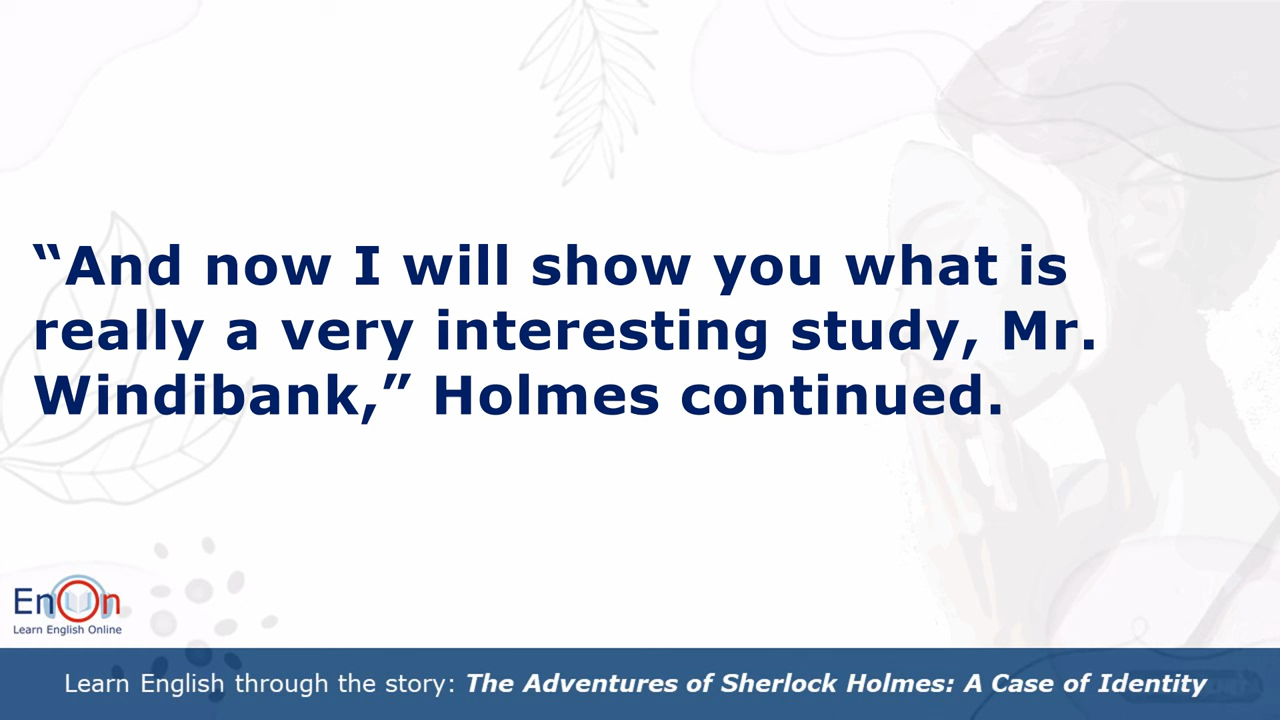 “And now I will show you what is
really a very interesting study, Mr.
Windibank,” Holmes continued.
EnOn
Learn English Online
Learn English through the story: The Adventures of Sherlock Holmes: A Case of Identity